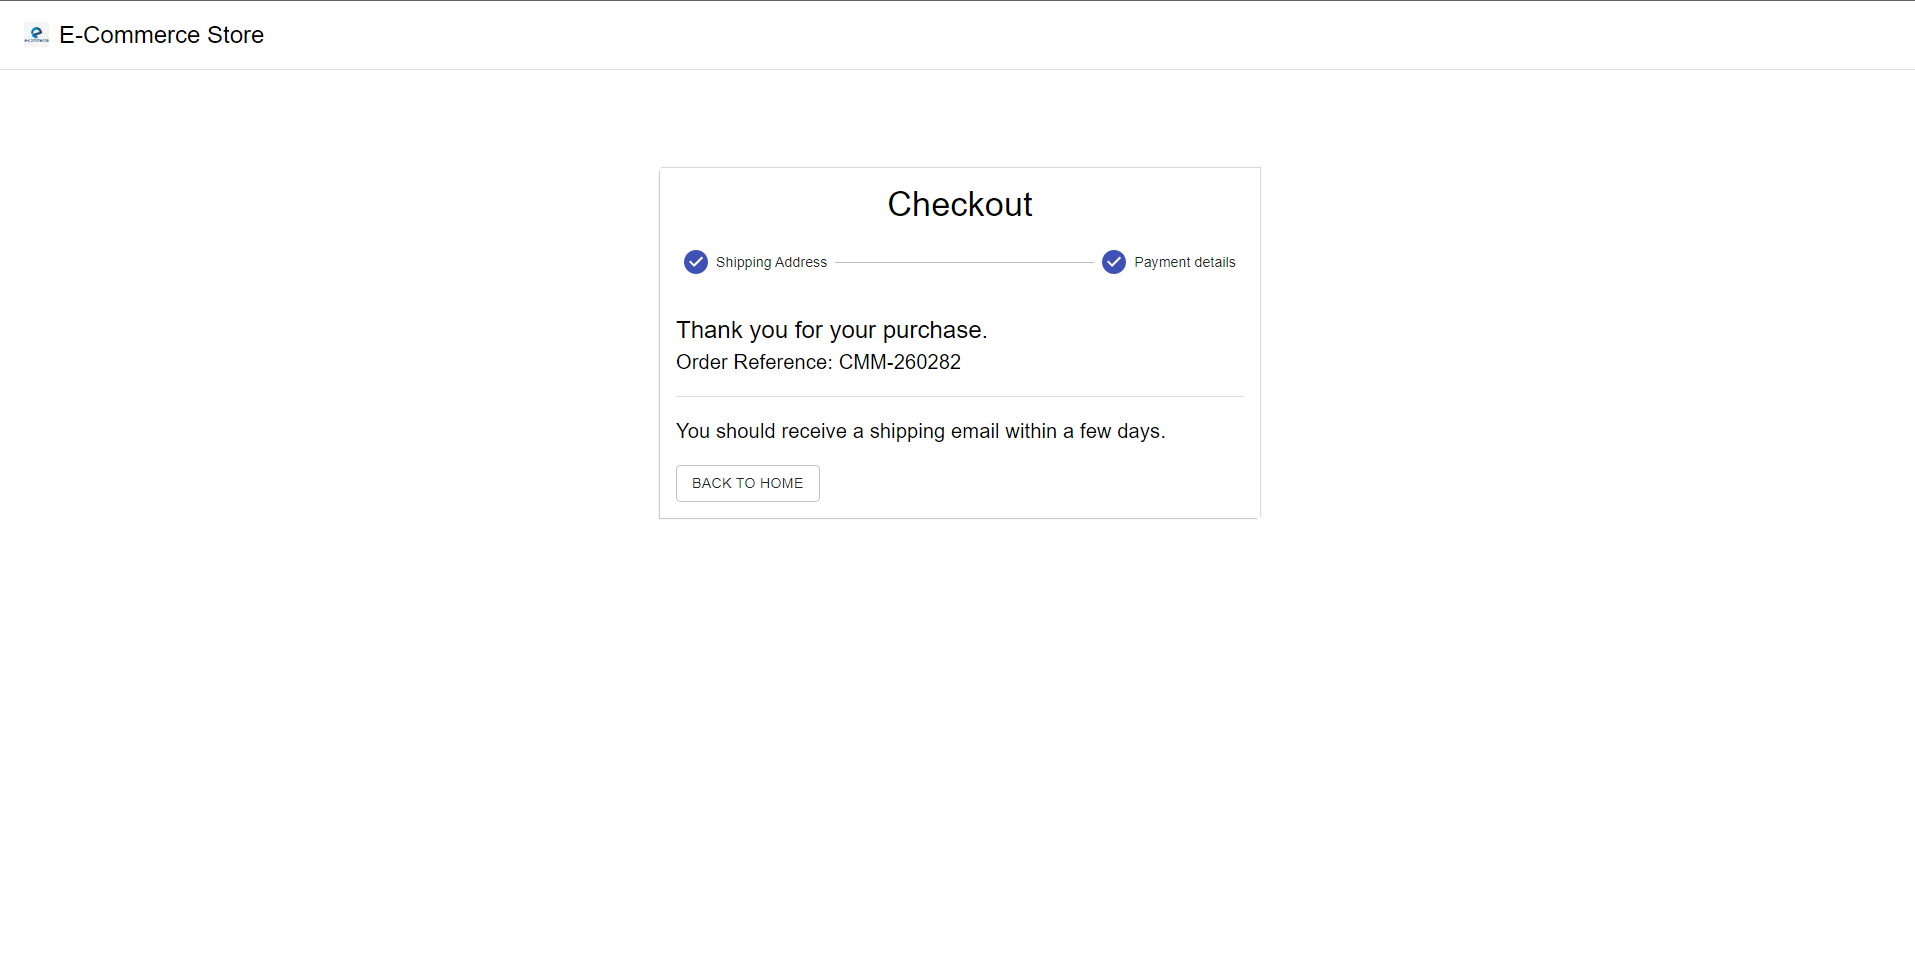 E-Commerce Store
Checkout
Shipping Address
Payment details
Thank you for your purchase.
Order Reference: CMM-260282
You should receive a shipping email within a few days.
BACK TO HOME